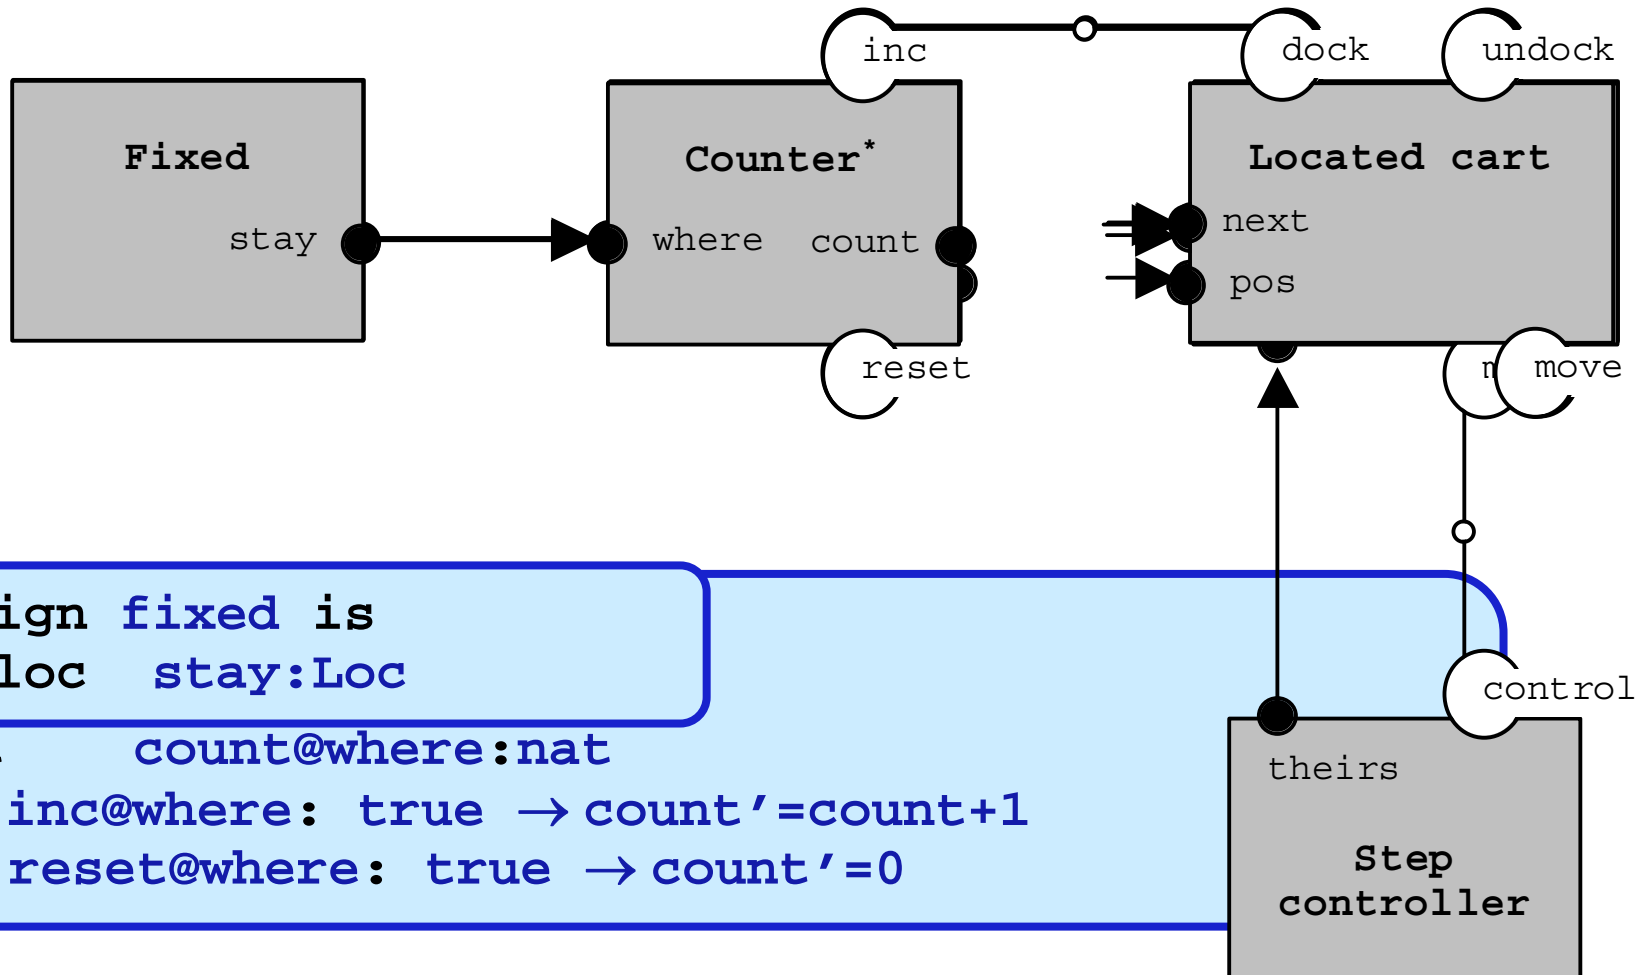 inc
dock
undock
Fixed
Counter*
Located cart
stay
where
count
next
pos
reset
move
ign fixed is
loc stay:Loc
control
count@where:nat
theirs
inc@where: true → count′=count+1
reset@where: true → count′=0
Step
controller